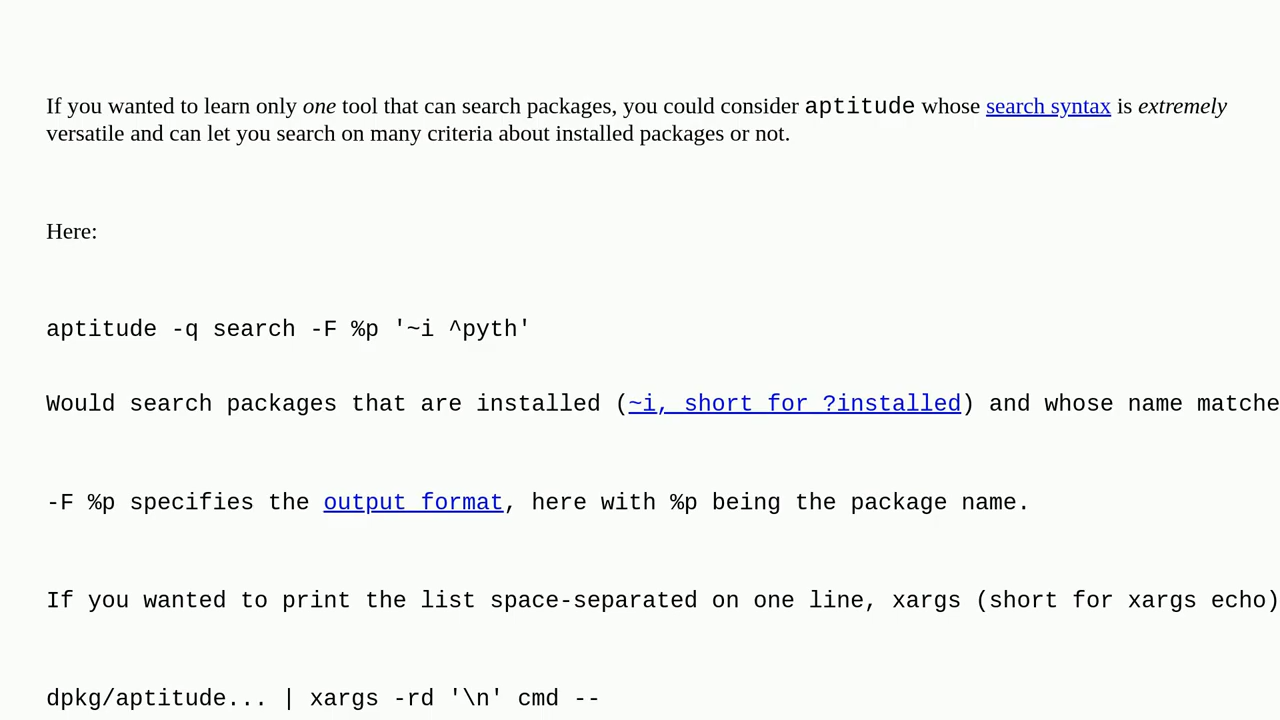 If you wanted to learn only one tool that can search packages, you could consider aptitude whose search syntax is extremely
versatile and can let you search on many criteria about installed packages or not.
Here:
aptitude -q search -F %p '~i ^pyth'
Would search packages that are installed (~i, short for ?installed) and whose name matche
-F %p specifies the output format, here with %p being the package name.
If you wanted to print the list space-separated on one line, xargs (short for xargs echo)
dpkg/aptitude... | xargs -rd '\n' cmd --